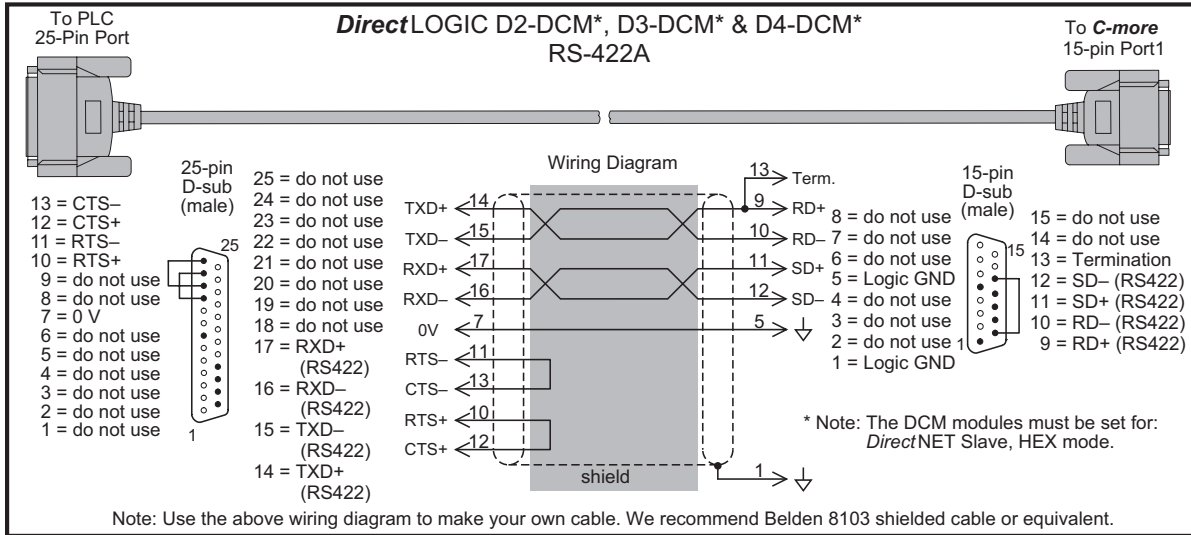 To PLC
25-Pin Port
DirectLOGIC D2-DCM*, D3-DCM* & D4-DCM*
RS-422A
To C-more
15-pin Port1
25-pin
D-sub
(male)
13 = CTS–
12 = CTS+
11 = RTS–
10 = RTS+
9 = do not use
8 = do not use
7 = 0 V
6 = do not use
5 = do not use
4 = do not use
3 = do not use
2 = do not use
1 = do not use
25
1
25 = do not use
24 = do not use
23 = do not use
22 = do not use
21 = do not use
20 = do not use
19 = do not use
18 = do not use
17 = RXD+
(RS422)
16 = RXD–
(RS422)
15 = TXD–
(RS422)
14 = TXD+
(RS422)
Wiring Diagram
13 Term.
TXD+ 14 9 RD+
TXD– 15 10 RD–
RXD+ 17 11 SD+
RXD– 16 12 SD–
0V 7 5
RTS– 11
CTS– 13
RTS+ 10
CTS+ 12
shield
1
8 = do not use
7 = do not use
6 = do not use
5 = Logic GND
4 = do not use
3 = do not use
2 = do not use
1 = Logic GND
15-pin
D-sub
(male)
15
1
15 = do not use
14 = do not use
13 = Termination
12 = SD– (RS422)
11 = SD+ (RS422)
10 = RD– (RS422)
9 = RD+ (RS422)
* Note: The DCM modules must be set for:
DirectNET Slave, HEX mode.
Note: Use the above wiring diagram to make your own cable. We recommend Belden 8103 shielded cable or equivalent.